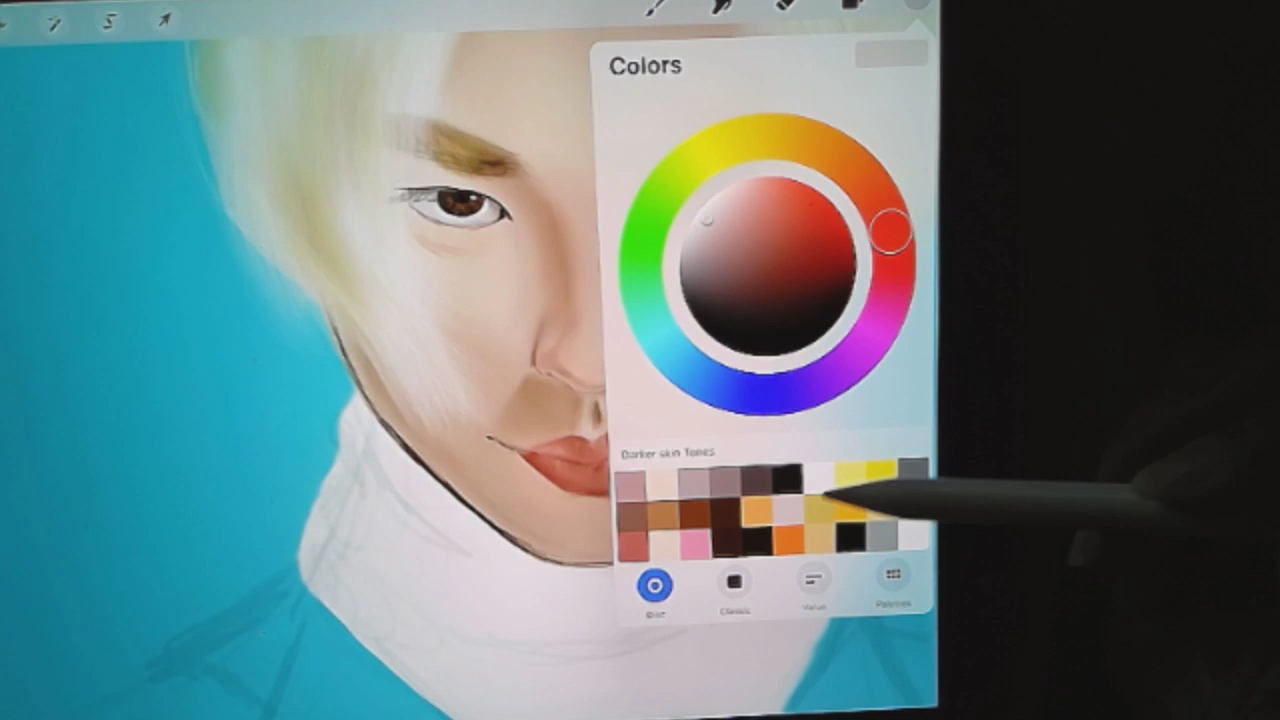 Colors
Darker skin Tones
Disc
Classic
Value
Palettes